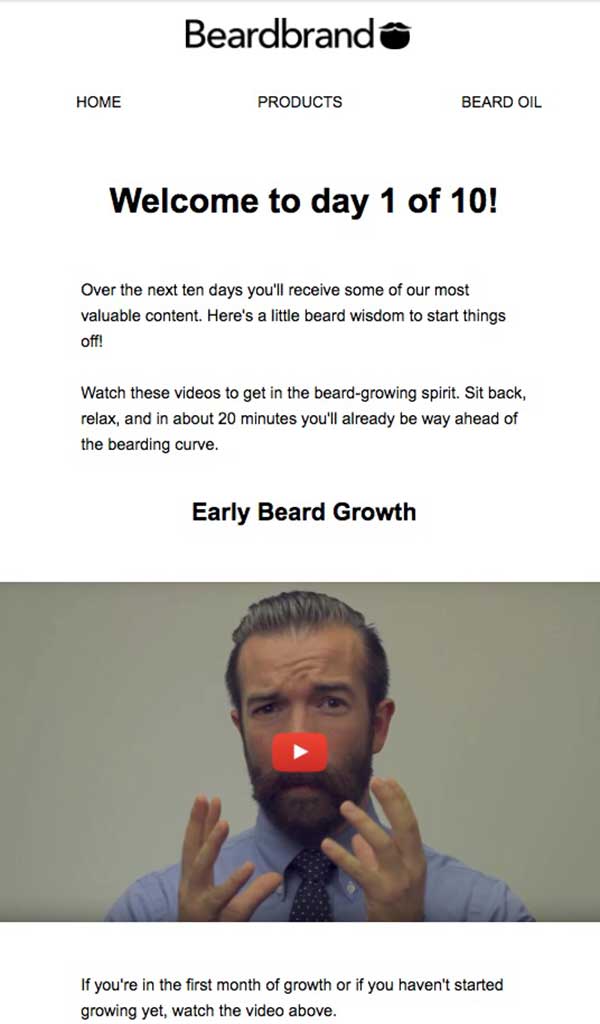 Beardbrand
HOME PRODUCTS BEARD OIL
Welcome to day 1 of 10!
Over the next ten days you'll receive some of our most
valuable content. Here's a little beard wisdom to start things
off!
Watch these videos to get in the beard-growing spirit. Sit back,
relax, and in about 20 minutes you'll already be way ahead of
the bearding curve.
Early Beard Growth
If you're in the first month of growth or if you haven't started
growing yet, watch the video above.